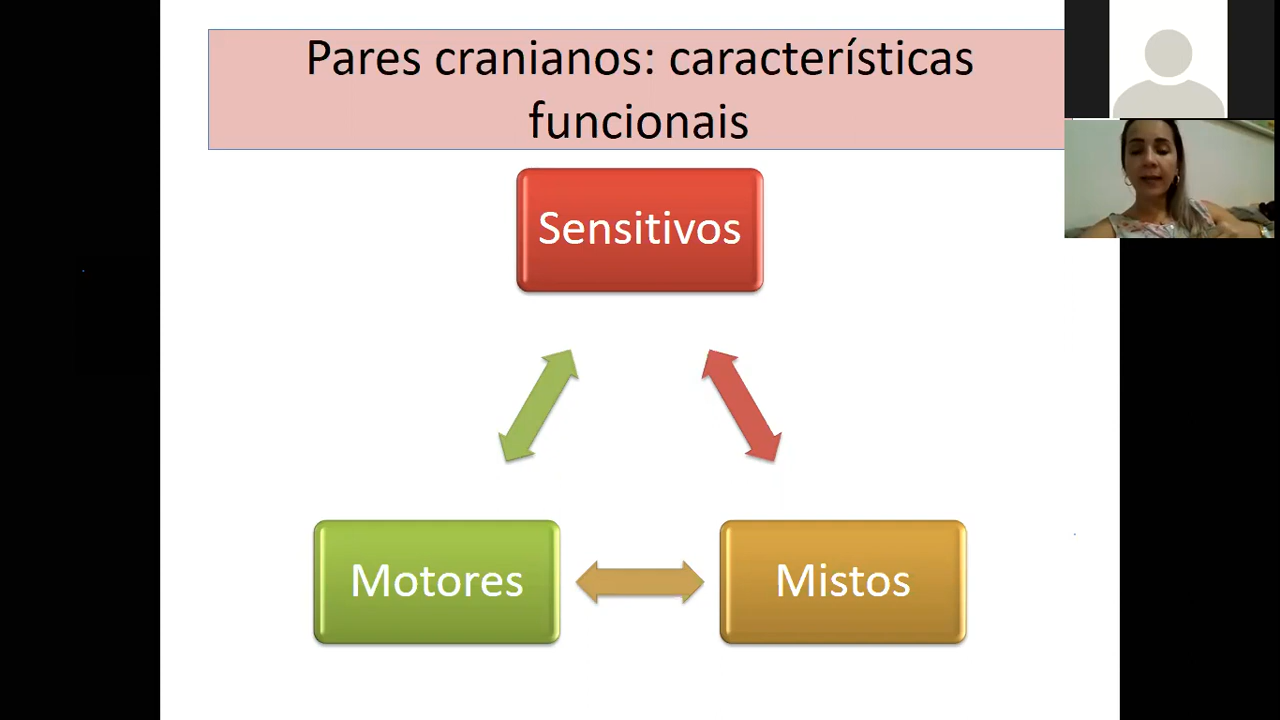 Pares cranianos: características
funcionais
Sensitivos
Motores
Mistos